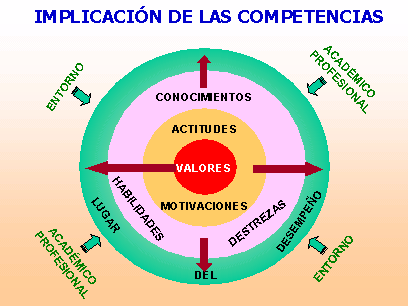 IMPLICACIÓN DE LAS COMPETENCIAS
ENTORNO
ACADÉMICO
PROFESIONAL
CONOCIMIENTOS
ACTITUDES
VALORES
MOTIVACIONES
HABILIDADES
DESTREZAS
LUGAR
DEL
DESEMPEÑO
ACADÉMICO
PROFESIONAL
ENTORNO